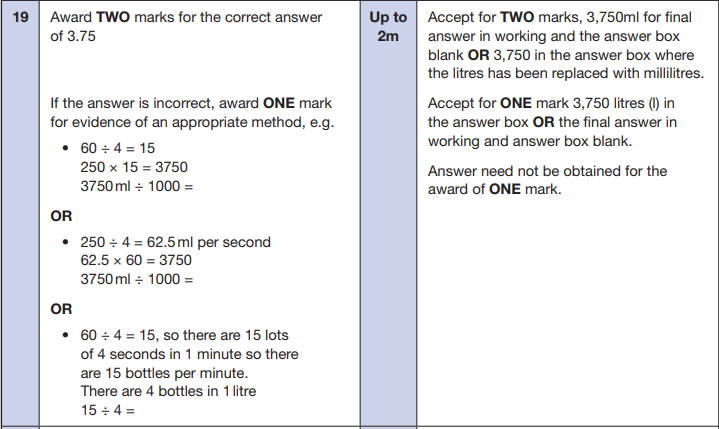 19
Award TWO marks for the correct answer
of 3.75
If the answer is incorrect, award ONE mark
for evidence of an appropriate method, e.g.
• 60 ÷ 4 = 15
250 × 15 = 3750
3750 ml ÷ 1000 =
OR
• 250 ÷ 4 = 62.5 ml per second
62.5 × 60 = 3750
3750 ml ÷ 1000 =
OR
• 60 ÷ 4 = 15, so there are 15 lots
of 4 seconds in 1 minute so there
are 15 bottles per minute.
There are 4 bottles in 1 litre
15 ÷ 4 =
Up to
2m
Accept for TWO marks, 3,750ml for final
answer in working and the answer box
blank OR 3,750 in the answer box where
the litres has been replaced with millilitres.
Accept for ONE mark 3,750 litres (l) in
the answer box OR the final answer in
working and answer box blank.
Answer need not be obtained for the
award of ONE mark.